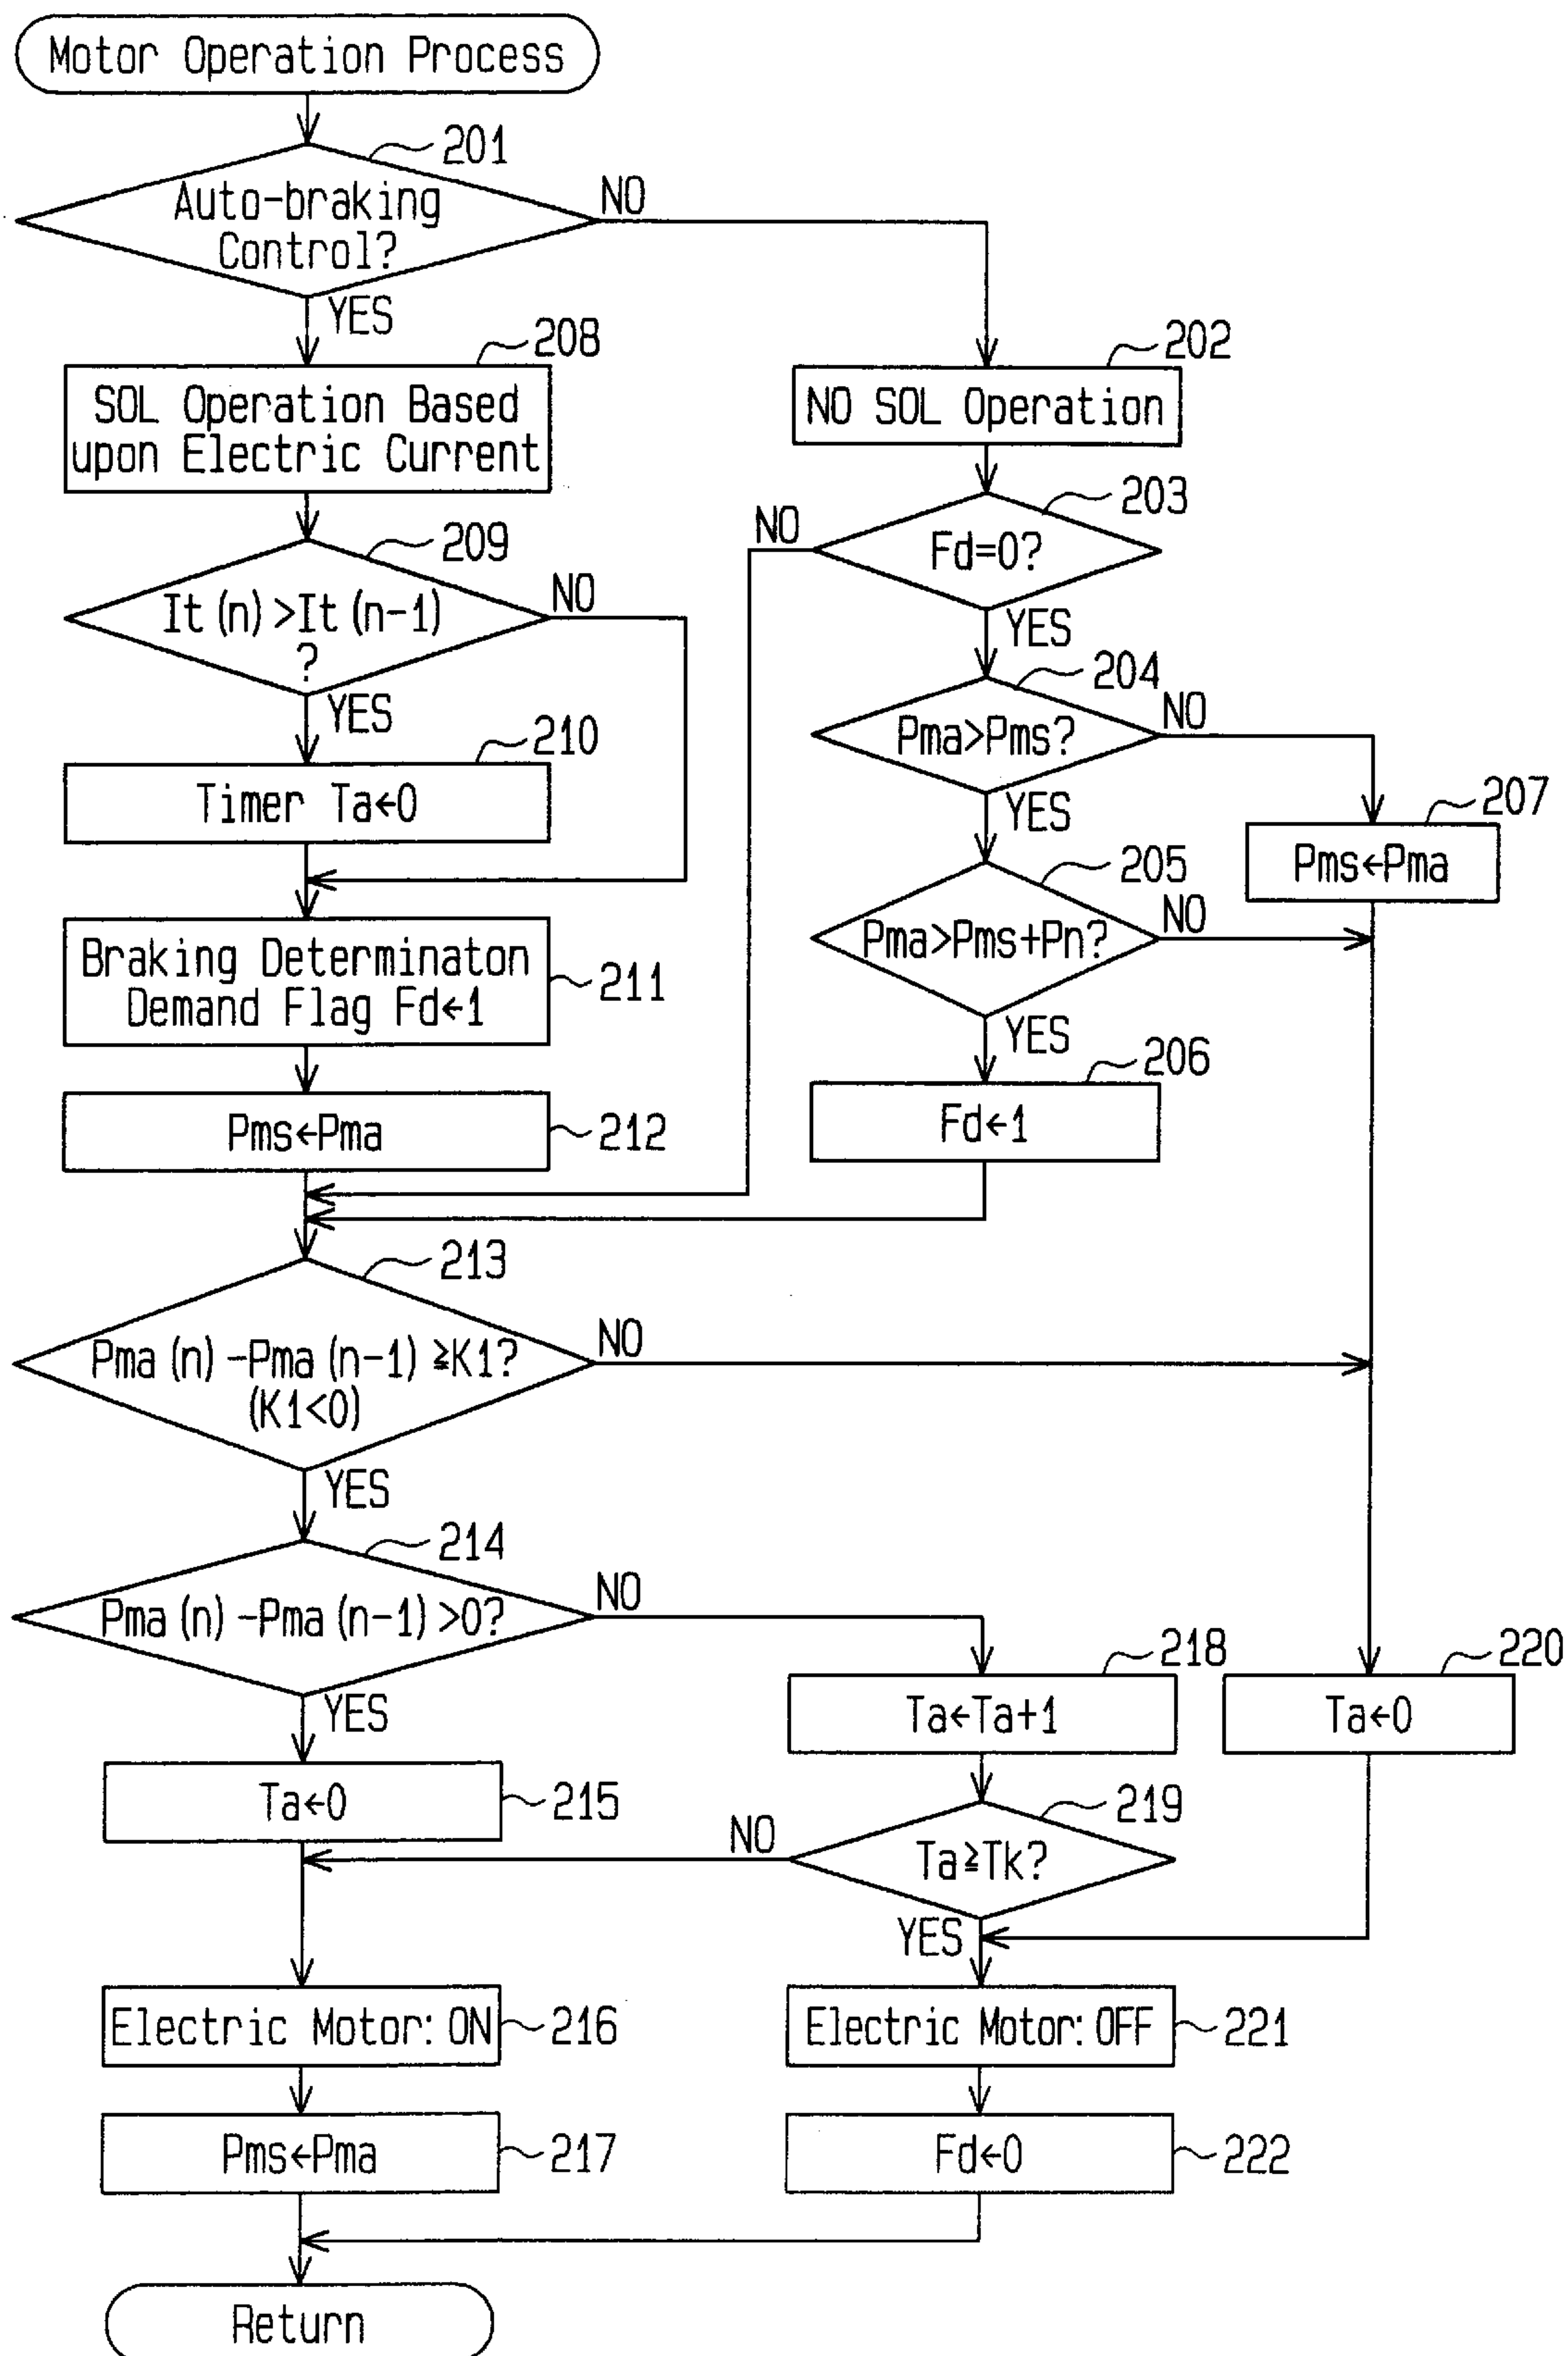 Motor Operation Process
201
Auto-braking
Control?
NO
YES
208
SOL Operation Based
upon Electric Current
202
NO SOL Operation
209
It(n)>It(n-1)
?
NO
YES
203
Fd=0?
NO
YES
210
Timer Ta←0
204
Pma>Pms?
NO
YES
207
Pms←Pma
205
Pma>Pms+Pn?
NO
YES
211
Braking Determinaton
Demand Flag Fd←1
206
Fd←1
212
Pms←Pma
213
Pma(n)-Pma(n-1)≧K1?
(K1<0)
NO
YES
214
Pma(n)-Pma(n-1)>0?
NO
YES
218
Ta←Ta+1
220
Ta←0
215
Ta←0
219
Ta≧Tk?
NO
YES
Electric Motor: ON
216
Electric Motor: OFF
221
Pms←Pma
217
Fd←0
222
Return